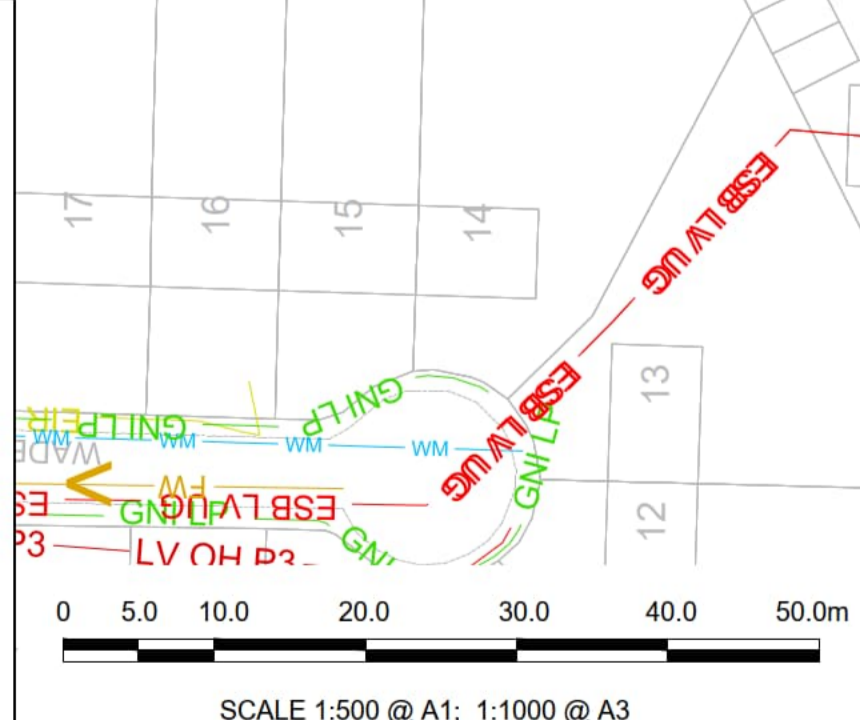 17
16
15
14
ESB LV UG
13
GNI LP
EIR
GNI LP
WM
WM
WM
WM
ESB LV UG
GNI LP
FW
ESB LV UG
GNI LP
12
GNI
P3
LV OH P3
0 5.0 10.0 20.0 30.0 40.0 50.0m
SCALE 1:500 @ A1; 1:1000 @ A3